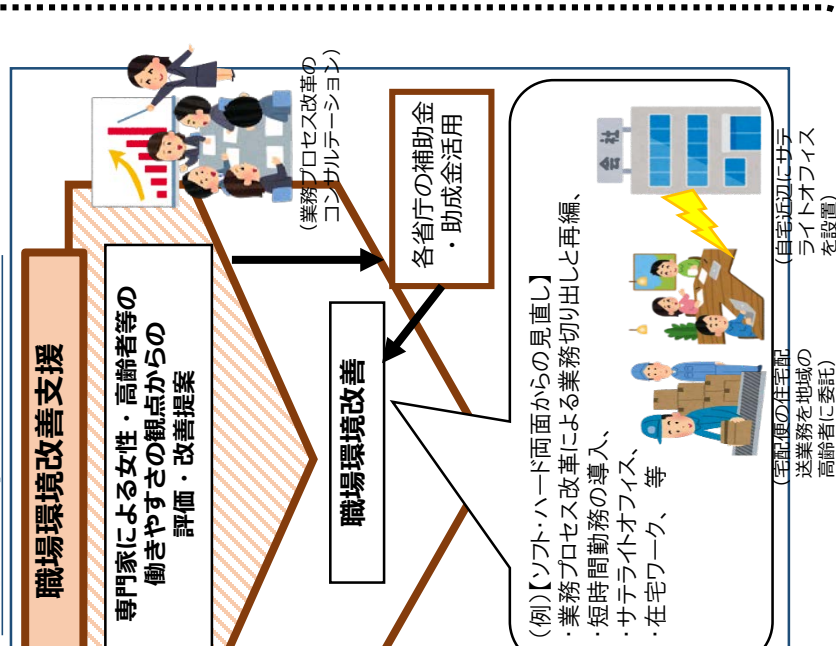 職場環境改善支援
専門家による女性・高齢者等の
働きやすさの観点からの
評価・改善提案
(業務プロセス改革の
コンサルテーション)
各省庁の補助金
・助成金活用
職場環境改善
(例)【ソフト・ハード両面からの見直し】
・業務プロセス改革による業務切り出しと再編、
・短時間勤務の導入、
・サテライトオフィス、
・在宅ワーク、 等
(宅配便の住宅配
送業務を地域の
高齢者に委託)
会社
(自宅近辺にサテ
ライトオフィス
を設置)